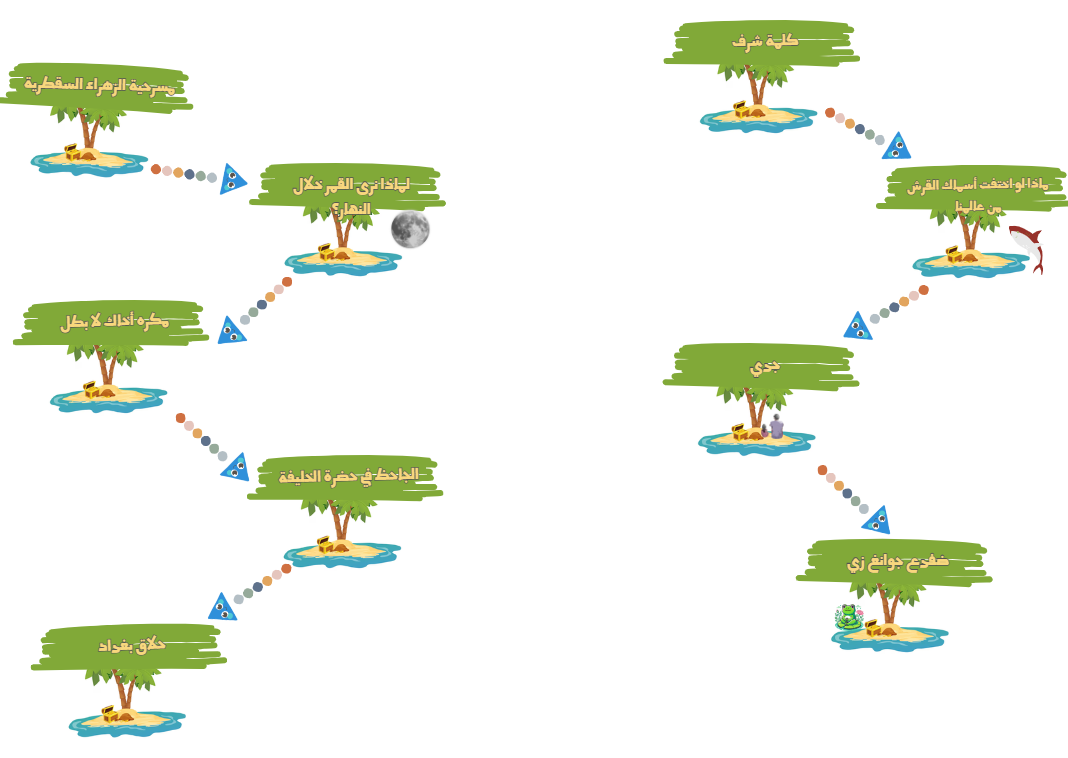 كلمة شرف
ماذا لو اختفت أسماك القرش
من عالمنا
جدي
ضفدع جوانغ زي
مسرحية الزهراء السقطرية
لماذا نرى القمر خلال
النهار؟
مكره أخاك لا بطل
الجاحظ في حضرة الخليفة
حلاق بغداد